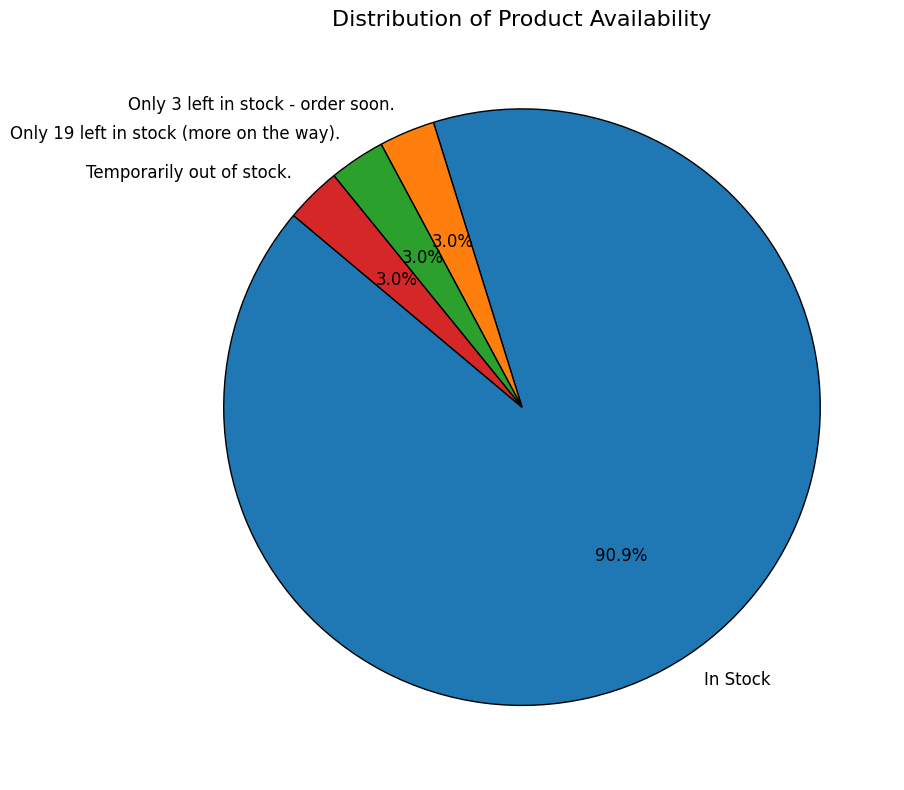 Distribution of Product Availability
Only 3 left in stock - order soon.
Only 19 left in stock (more on the way).
Temporarily out of stock.
3.0%
3.0%
3.0%
90.9%
In Stock